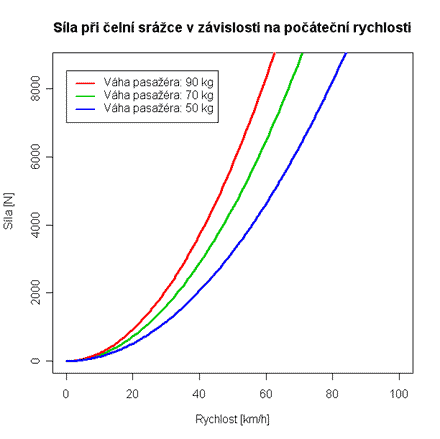 Síla při čelní srážce v závislosti na počáteční rychlosti
Váha pasažéra: 90 kg
Váha pasažéra: 70 kg
Váha pasažéra: 50 kg
8000
6000
4000
2000
0
Síla [N]
0 20 40 60 80 100
Rychlost [km/h]